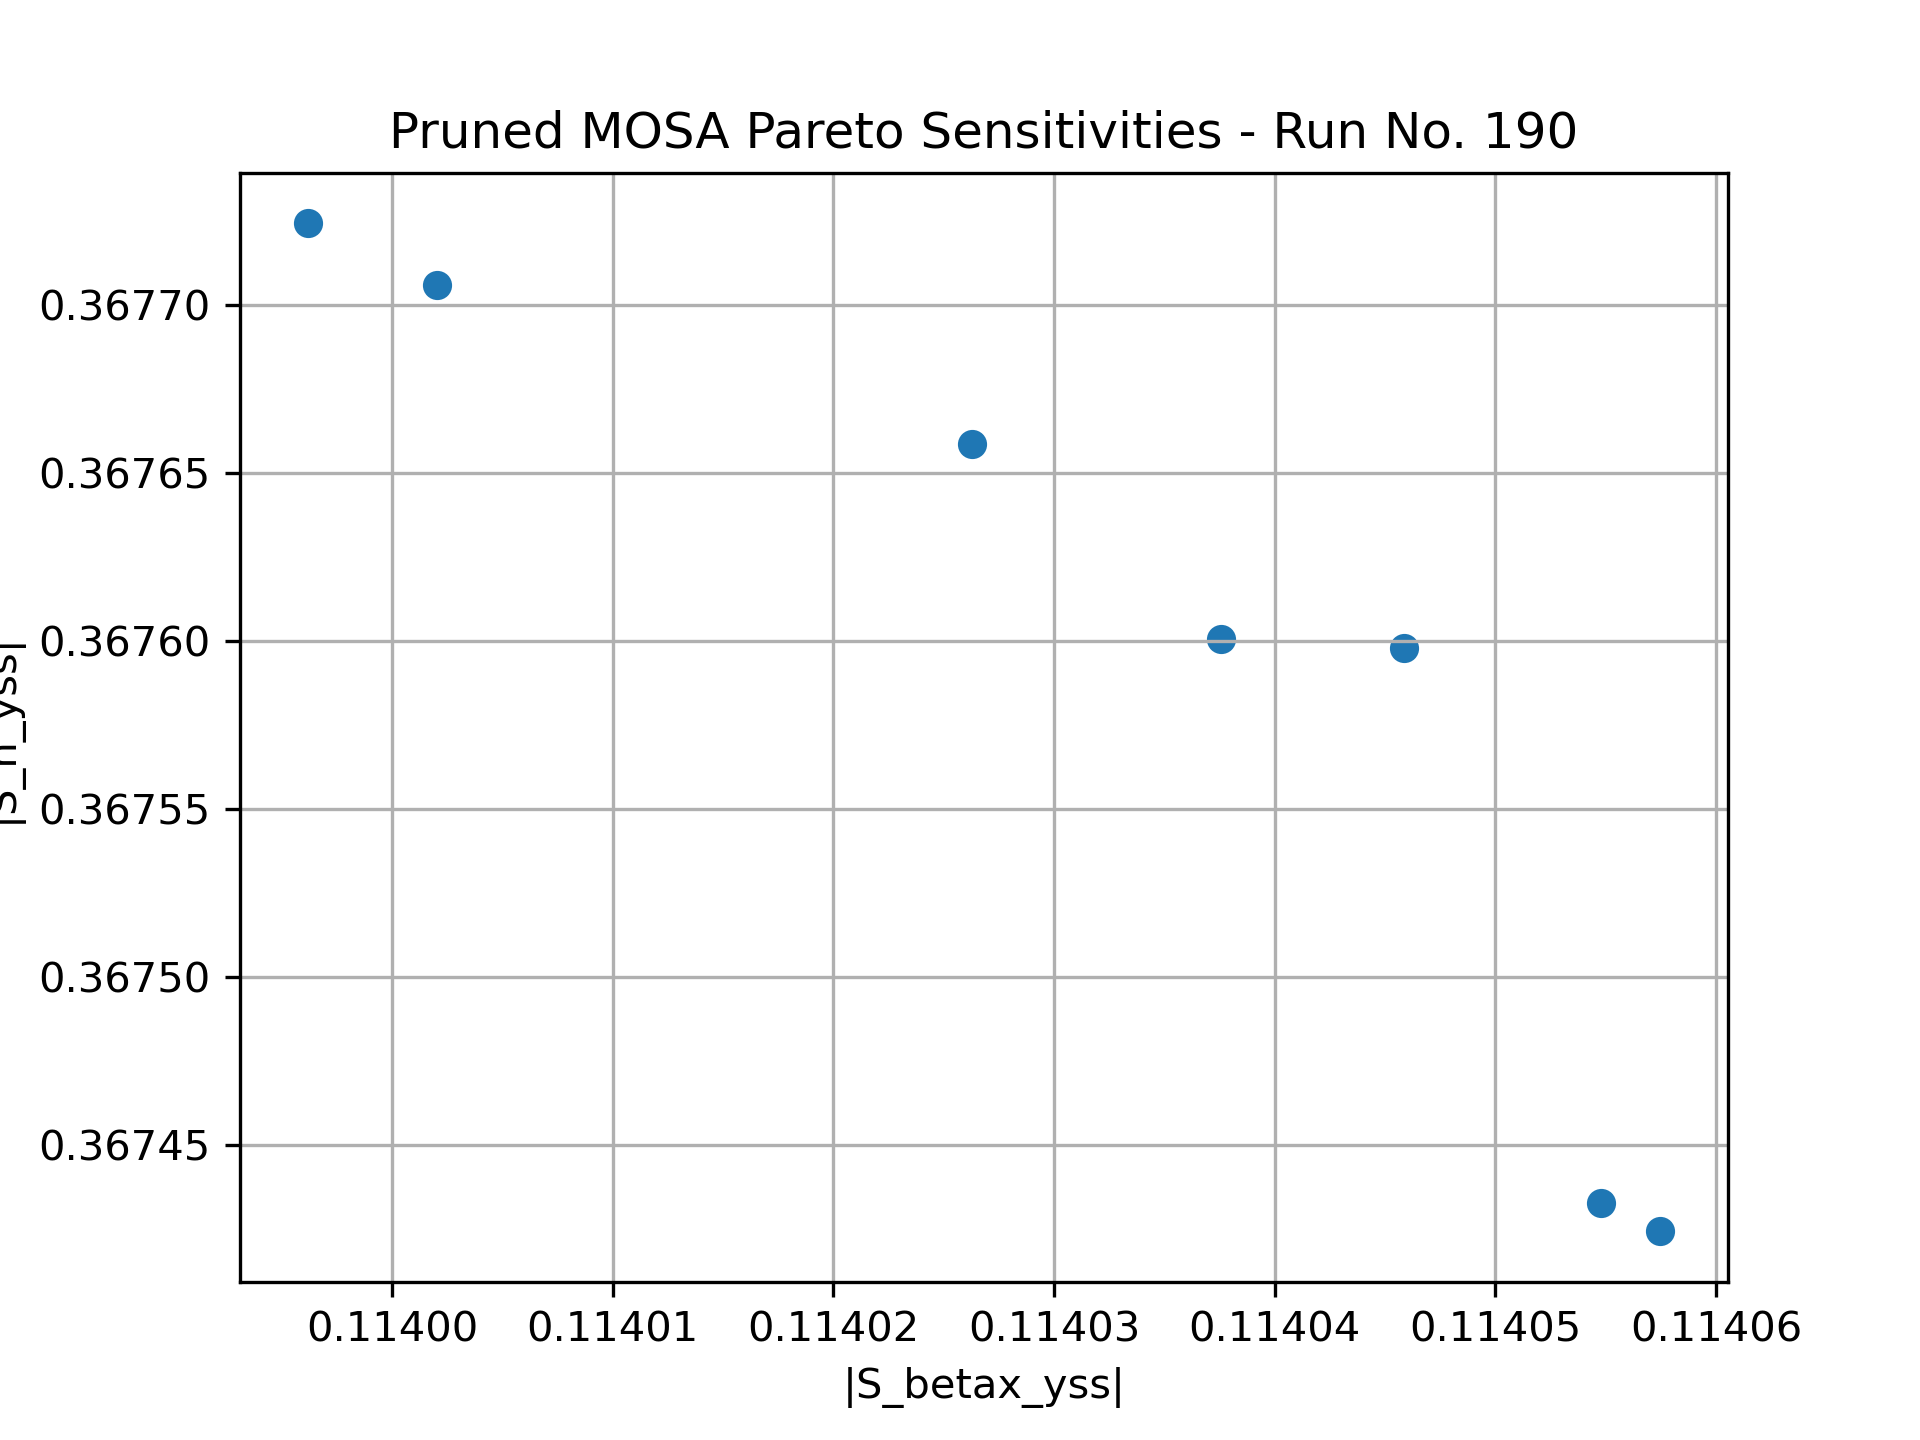 Pruned MOSA Pareto Sensitivities - Run No. 190
0.36770
0.36765
0.36760
0.36755
0.36750
0.36745
|S_n_yss|
0.11400 0.11401 0.11402 0.11403 0.11404 0.11405 0.11406
|S_betax_yss|